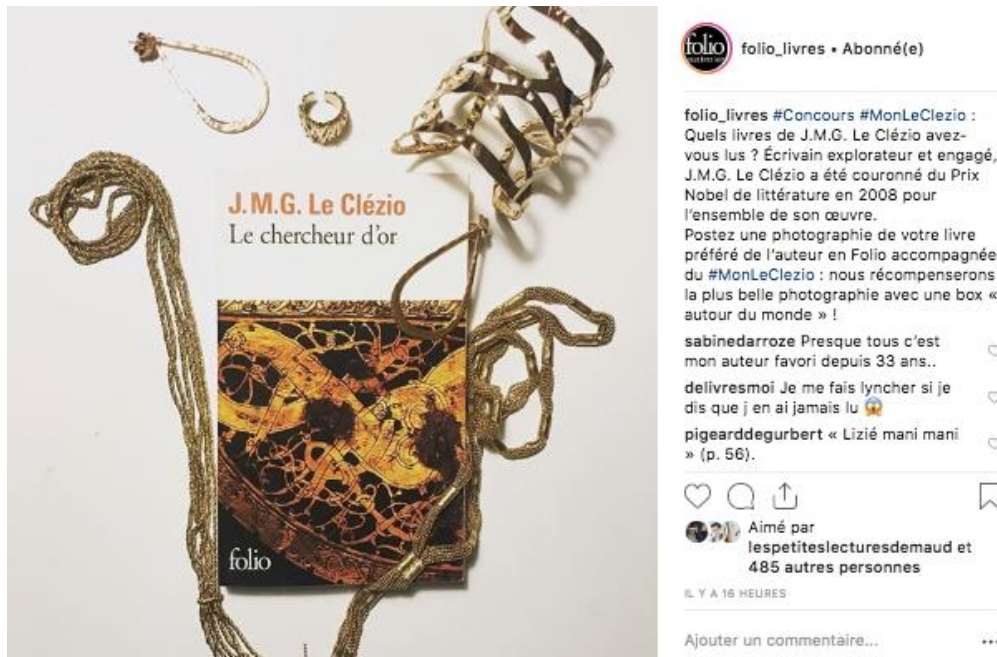 J.M.G. Le Clézio
Le chercheur d'or
folio
folio
folio_livres • Abonné(e)
folio_livres #Concours #MonLeClezio :
Quels livres de J.M.G. Le Clézio avez-
vous lus ? Écrivain explorateur et engagé,
J.M.G. Le Clézio a été couronné du Prix
Nobel de littérature en 2008 pour
l'ensemble de son œuvre.
Postez une photographie de votre livre
préféré de l'auteur en Folio accompagnée
du #MonLeClezio : nous récompenserons
la plus belle photographie avec une box «
autour du monde » !
sabinedarroze Presque tous c'est
mon auteur favori depuis 33 ans..
delivresmoi Je me fais lyncher si je
dis que j en ai jamais lu 😱
pigearddegurbert « Lizié mani mani
» (p. 56).
Aimé par
lespetiteslecturesdemaud et
485 autres personnes
IL Y A 16 HEURES
Ajouter un commentaire...